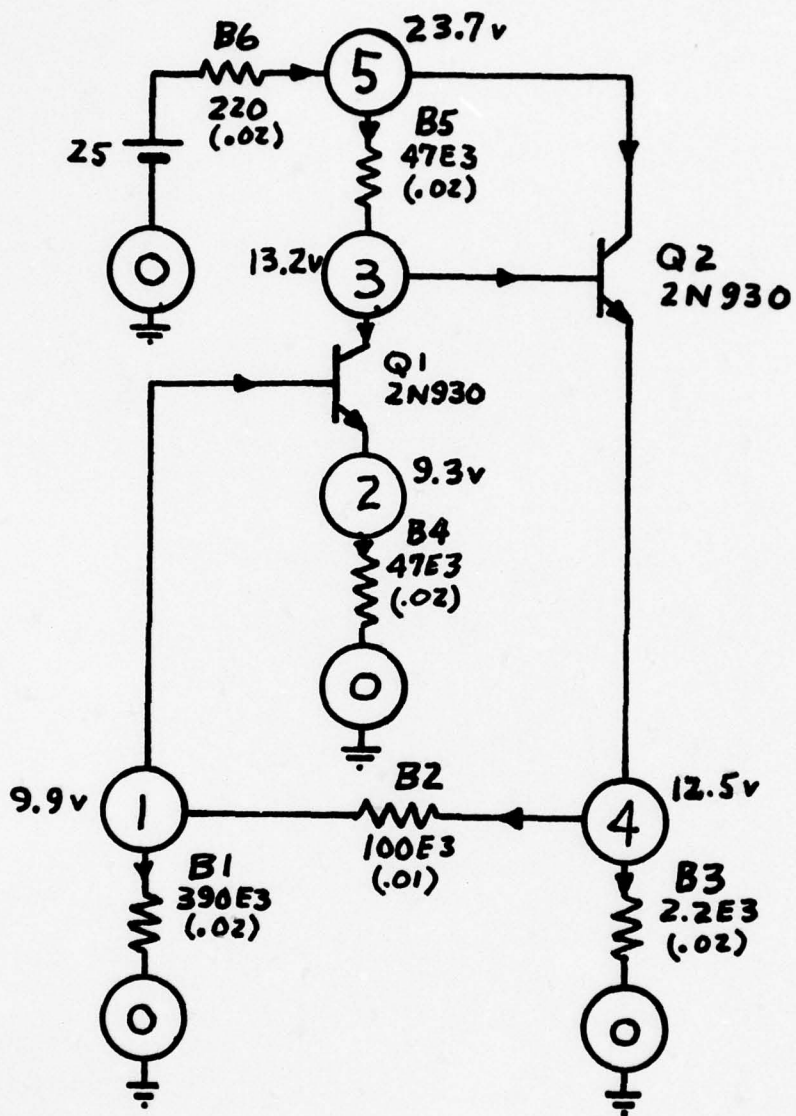 B6
220
(.02)
25
0
5
23.7v
B5
47E3
(.02)
13.2v
3
Q2
2N930
Q1
2N930
2
9.3v
B4
47E3
(.02)
0
9.9v
1
B2
100E3
(.01)
4
12.5v
B1
390E3
(.02)
B3
2.2E3
(.02)
0
0